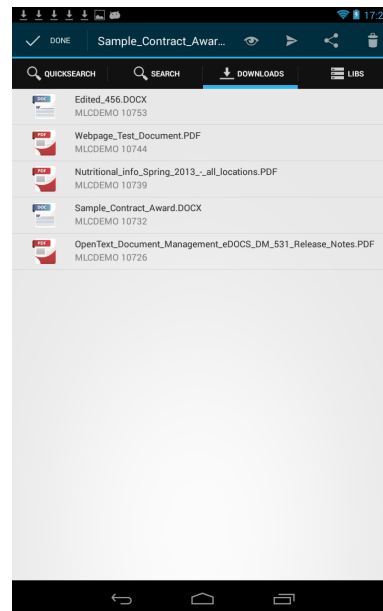 17:2
DONE Sample_Contract_Awar...
QUICKSEARCH SEARCH DOWNLOADS LIBS
DOC Edited_456.DOCX
MLCDEMO 10753
PDF Webpage_Test_Document.PDF
MLCDEMO 10744
PDF Nutritional_info_Spring_2013_-_all_locations.PDF
MLCDEMO 10739
DOC Sample_Contract_Award.DOCX
MLCDEMO 10732
PDF OpenText_Document_Management_eDOCS_DM_531_Release_Notes.PDF
MLCDEMO 10726